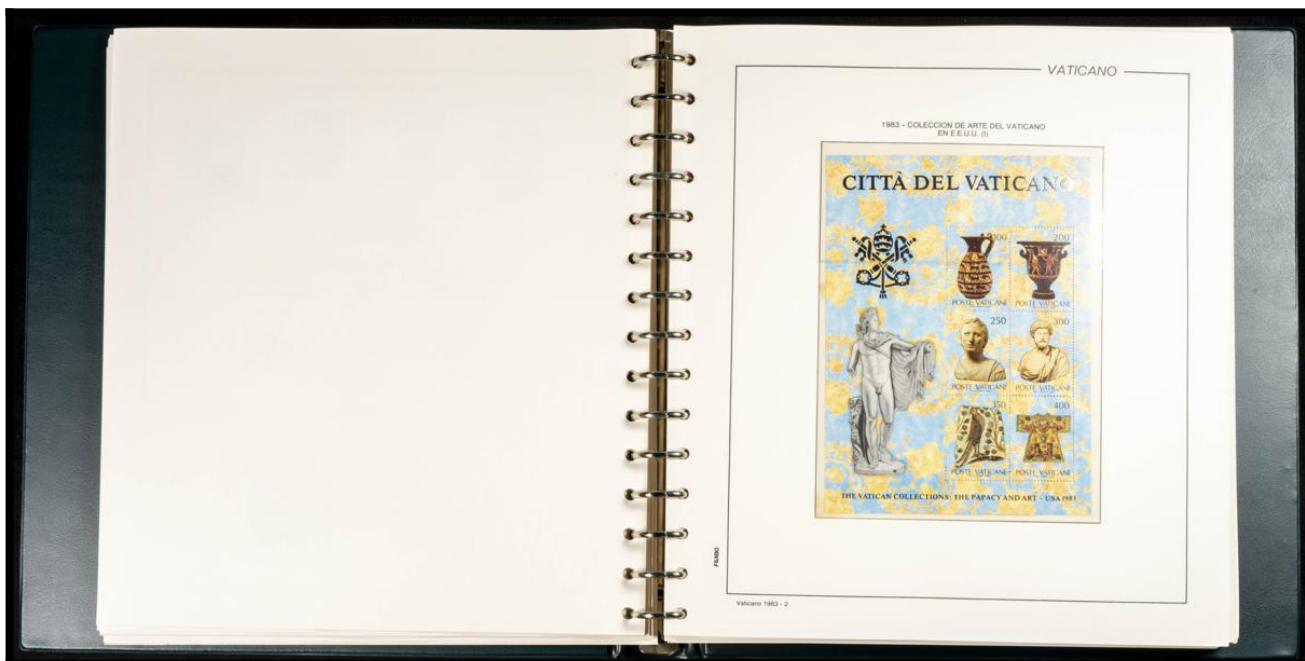 VATICANO
1983 - COLECCION DE ARTE DEL VATICANO
EN E.E.U.U. (I)
CITTÀ DEL VATICANO
100 200
POSTE VATICANE POSTE VATICANE
250 300
POSTE VATICANE POSTE VATICANE
350 400
POSTE VATICANE POSTE VATICANE
THE VATICAN COLLECTIONS: THE PAPACY AND ART - USA 1983
FILABO
Vaticano 1983 - 2